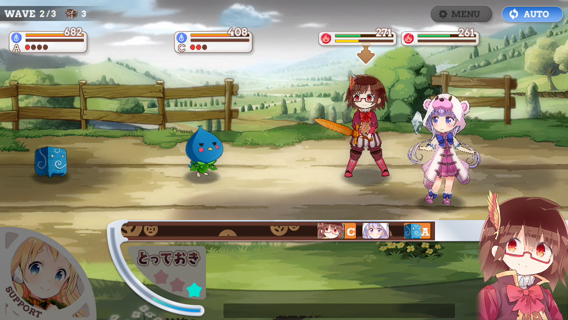 WAVE 2/3 3
MENU
AUTO
682
A
408
C
271
261
C
A
とっておき
SUPPORT